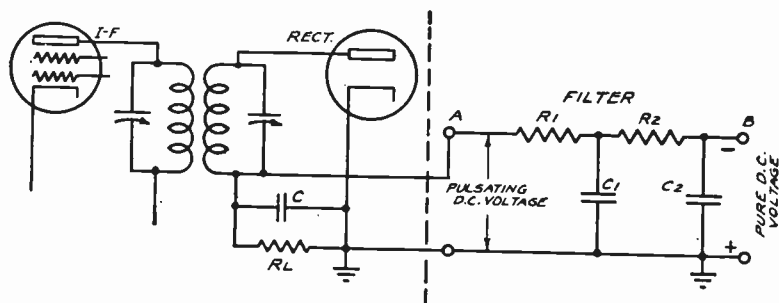 I-F
RECT.
C
RL
A
PULSATING
D.C. VOLTAGE
FILTER
R1
R2
C1
C2
B
−
+
PURE D.C.
VOLTAGE